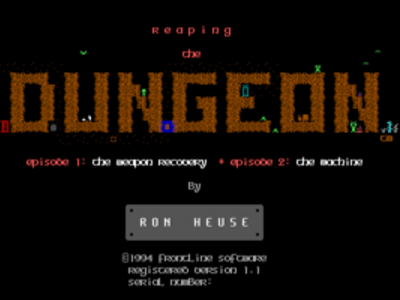 Reaping
the
DUNGEON
episode 1: the weapon recovery + episode 2: the machine
By
RON HEUSE
©1994 Frontline software
registered version 1.1
serial number: